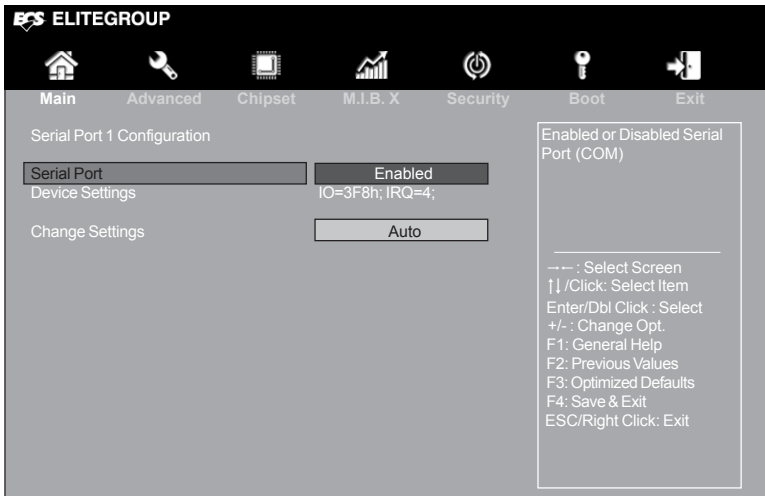 ECS ELITEGROUP
Main Advanced Chipset M.I.B. X Security Boot Exit
Serial Port 1 Configuration
Serial Port Enabled
Device Settings IO=3F8h; IRQ=4;
Change Settings Auto
Enabled or Disabled Serial
Port (COM)
→← : Select Screen
↑↓ /Click: Select Item
Enter/Dbl Click : Select
+/- : Change Opt.
F1: General Help
F2: Previous Values
F3: Optimized Defaults
F4: Save & Exit
ESC/Right Click: Exit